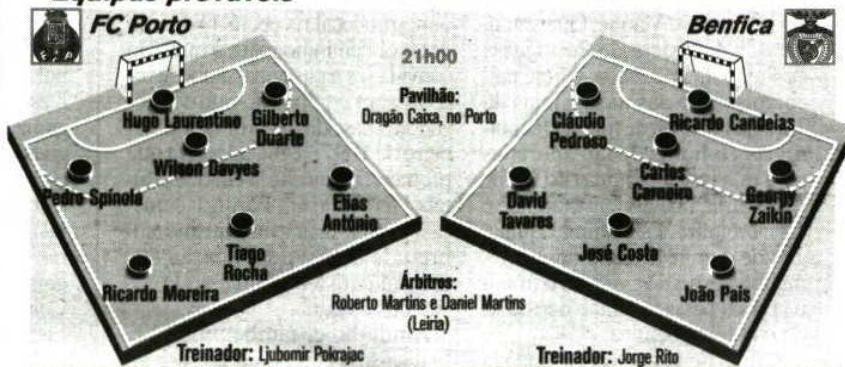 Equipas prováveis
FC Porto
Benfica
21h00
Pavilhão:
Dragão Caixa, no Porto
Hugo Laurentino
Gilberto
Duarte
Wilson Davyes
Pedro Spínola
Elias
António
Tiago
Rocha
Ricardo Moreira
Cláudio
Pedroso
Ricardo Candeias
Carlos
Carneiro
David
Tavares
Georgy
Zaikin
José Costa
João Pais
Árbitros:
Roberto Martins e Daniel Martins
(Leiria)
Treinador: Ljubomir Pokrajac
Treinador: Jorge Rito